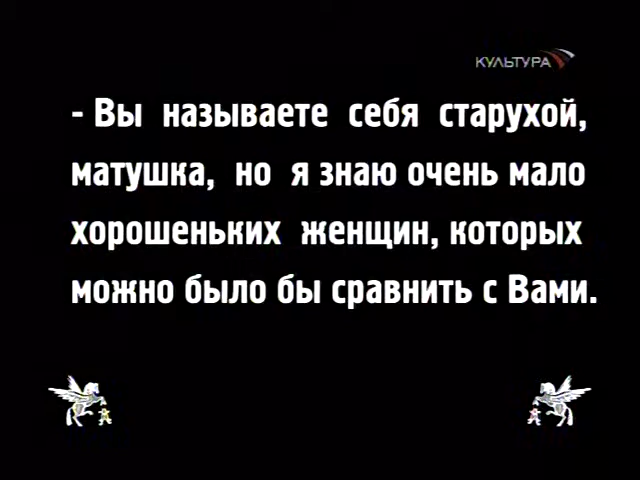 КУЛЬТУРА
- Вы называете себя старухой,
матушка, но я знаю очень мало
хорошеньких женщин, которых
можно было бы сравнить с Вами.